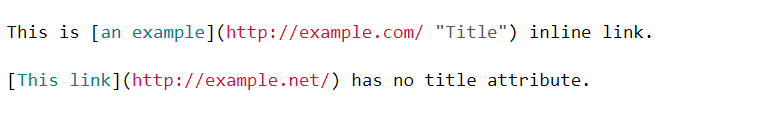 This is [an example](http://example.com/ "Title") inline link.
[This link](http://example.net/) has no title attribute.